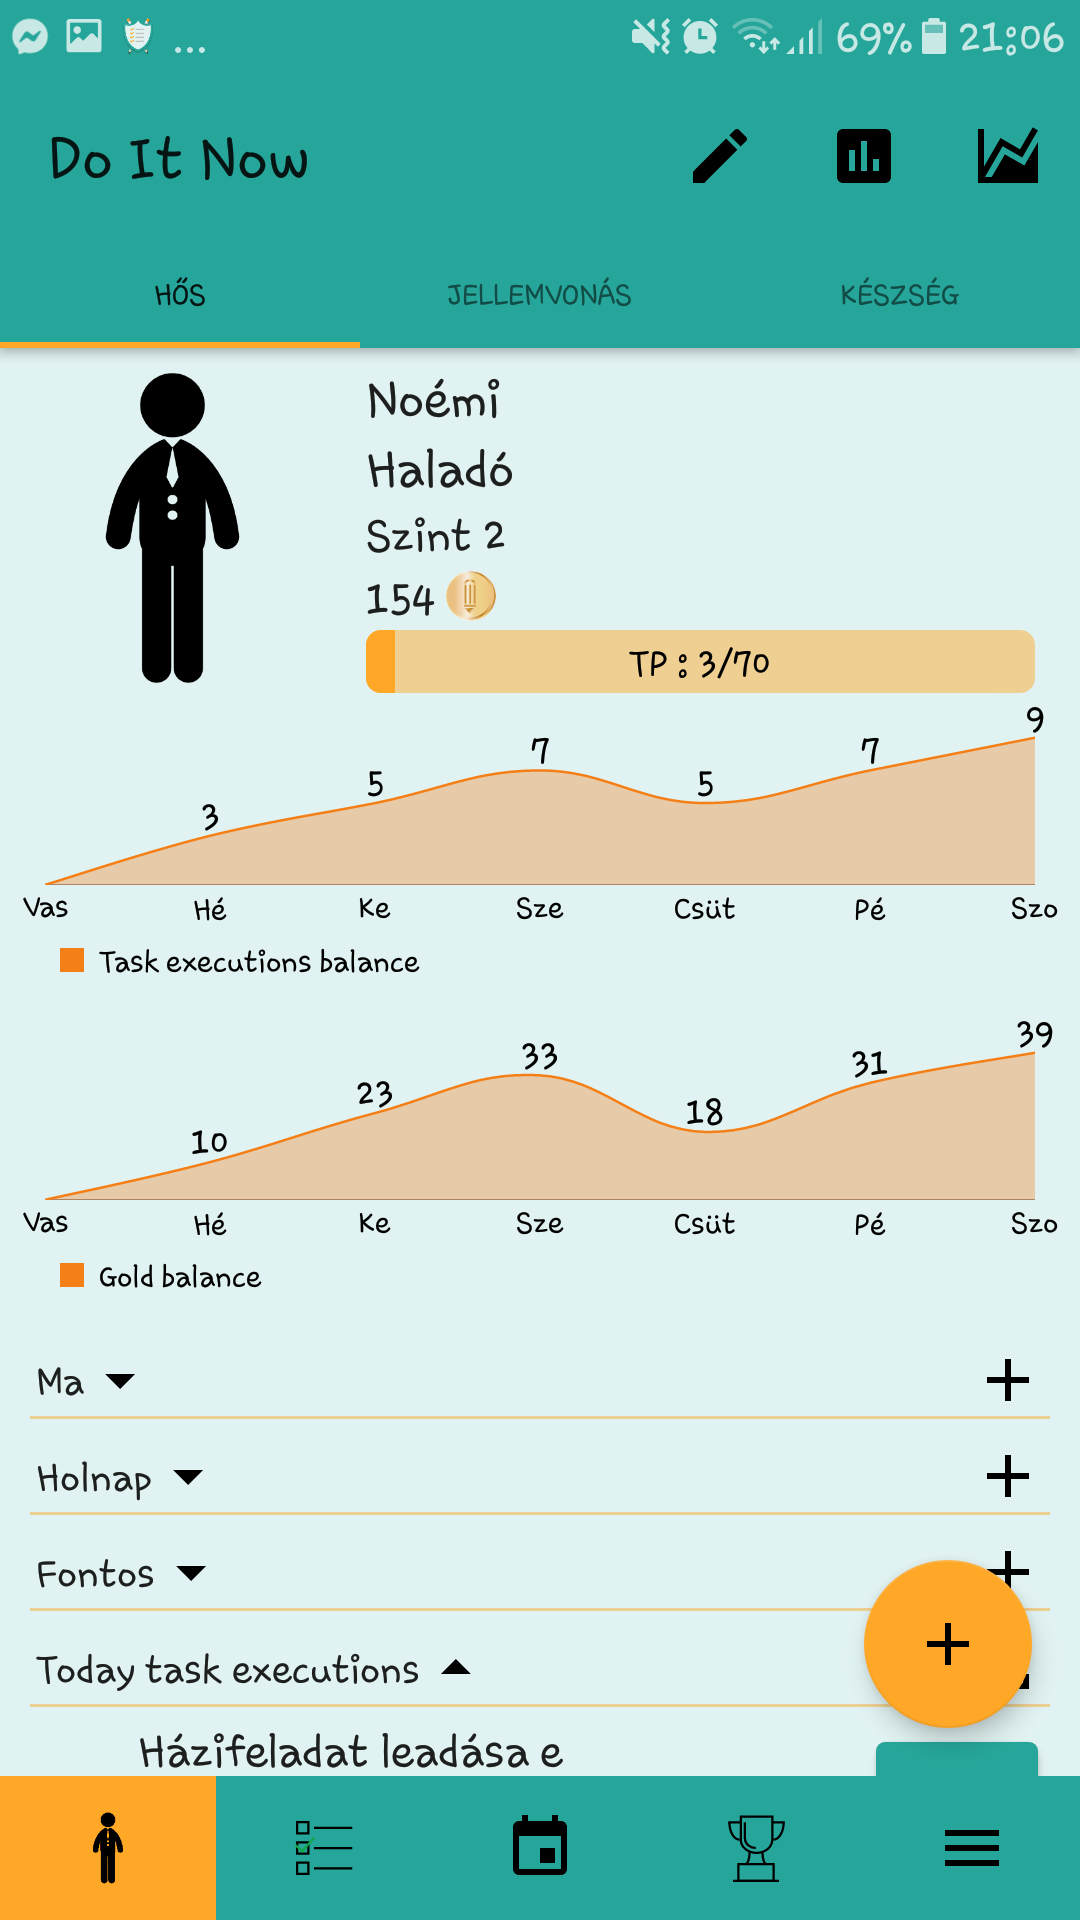 ... 69% 21:06
Do It Now
HŐS JELLEMVONÁS KÉSZSÉG
Noémi
Haladó
Szint 2
154
TP : 3/70
3 5 7 5 7 9
Vas Hé Ke Sze Csüt Pé Szo
Task executions balance
10 23 33 18 31 39
Vas Hé Ke Sze Csüt Pé Szo
Gold balance
Ma
Holnap
Fontos
Today task executions
Házifeladat leadása e